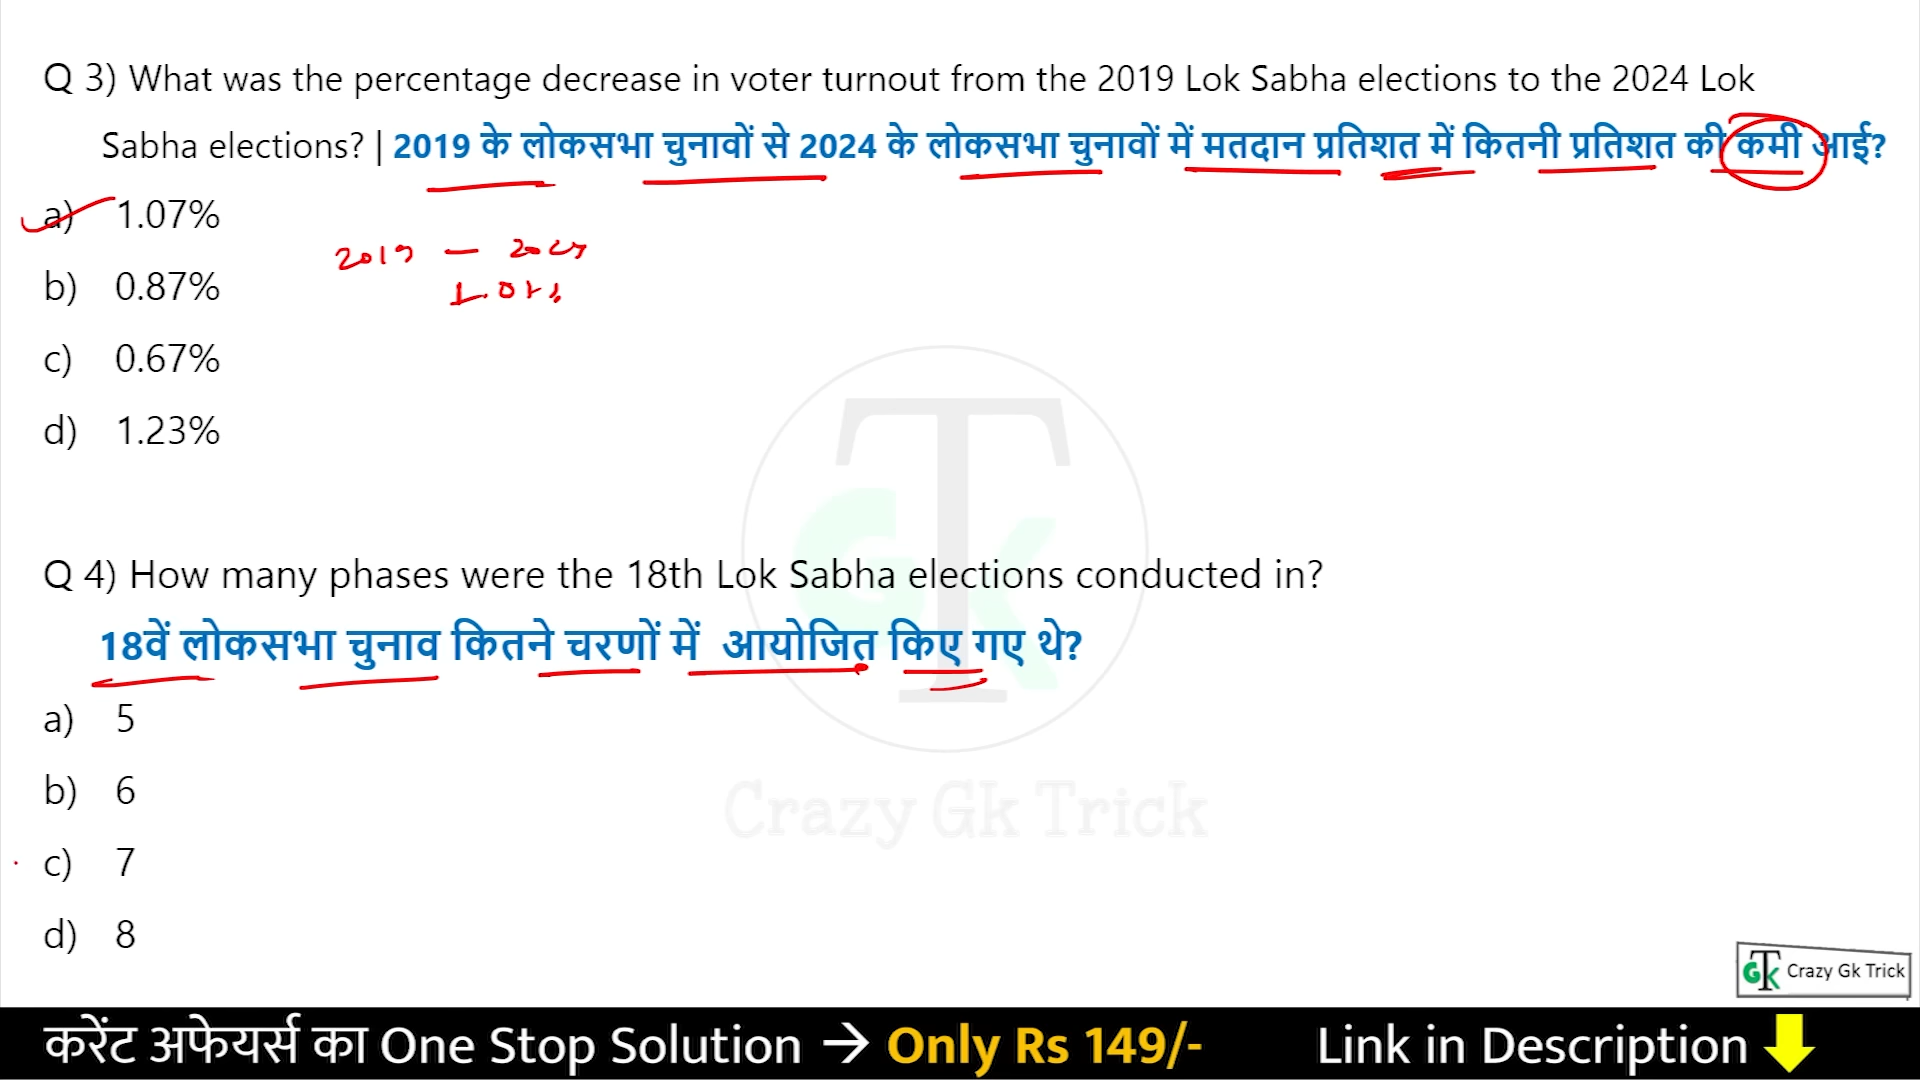 Q 3) What was the percentage decrease in voter turnout from the 2019 Lok Sabha elections to the 2024 Lok
Sabha elections? | 2019 के लोकसभा चुनावों से 2024 के लोकसभा चुनावों में मतदान प्रतिशत में कितनी प्रतिशत की कमी आई?
a) 1.07%
2019 — 2024
b) 0.87%
c) 0.67%
d) 1.23%
Q 4) How many phases were the 18th Lok Sabha elections conducted in?
18वें लोकसभा चुनाव कितने चरणों में आयोजित किए गए थे?
a) 5
b) 6
Crazy Gk Trick
c) 7
d) 8
GTK Crazy Gk Trick
करेंट अफेयर्स का One Stop Solution → Only Rs 149/- Link in Description